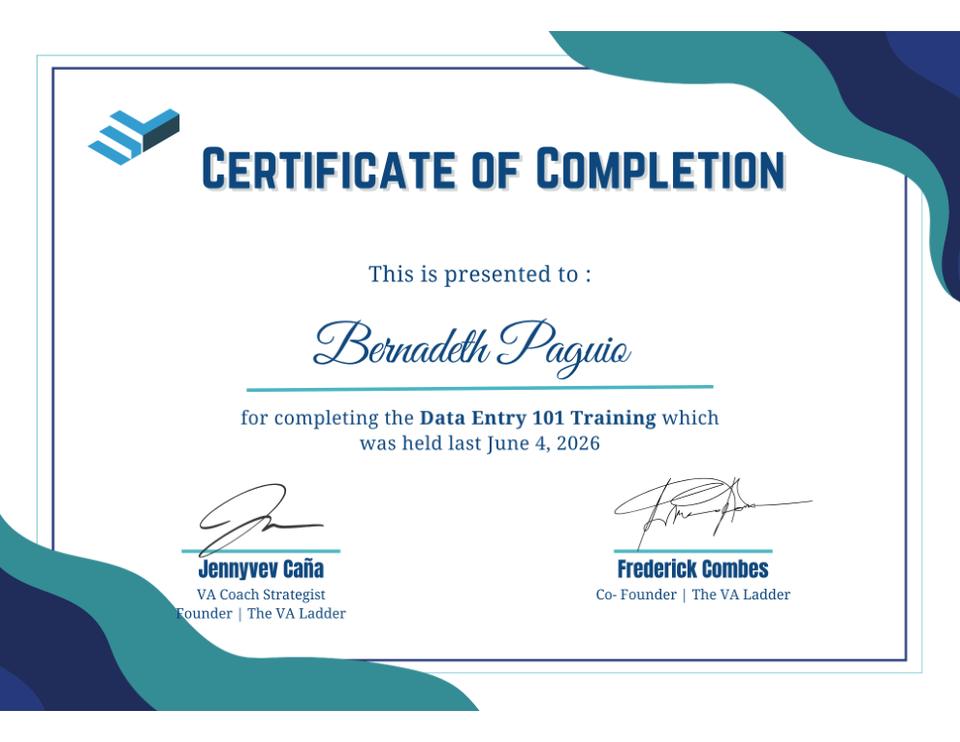 Certificate of Completion
This is presented to :
Bernadeth Paguio
for completing the Data Entry 101 Training which
was held last June 4, 2026
Jennyvev Caña
VA Coach Strategist
Founder | The VA Ladder
Frederick Combes
Co- Founder | The VA Ladder